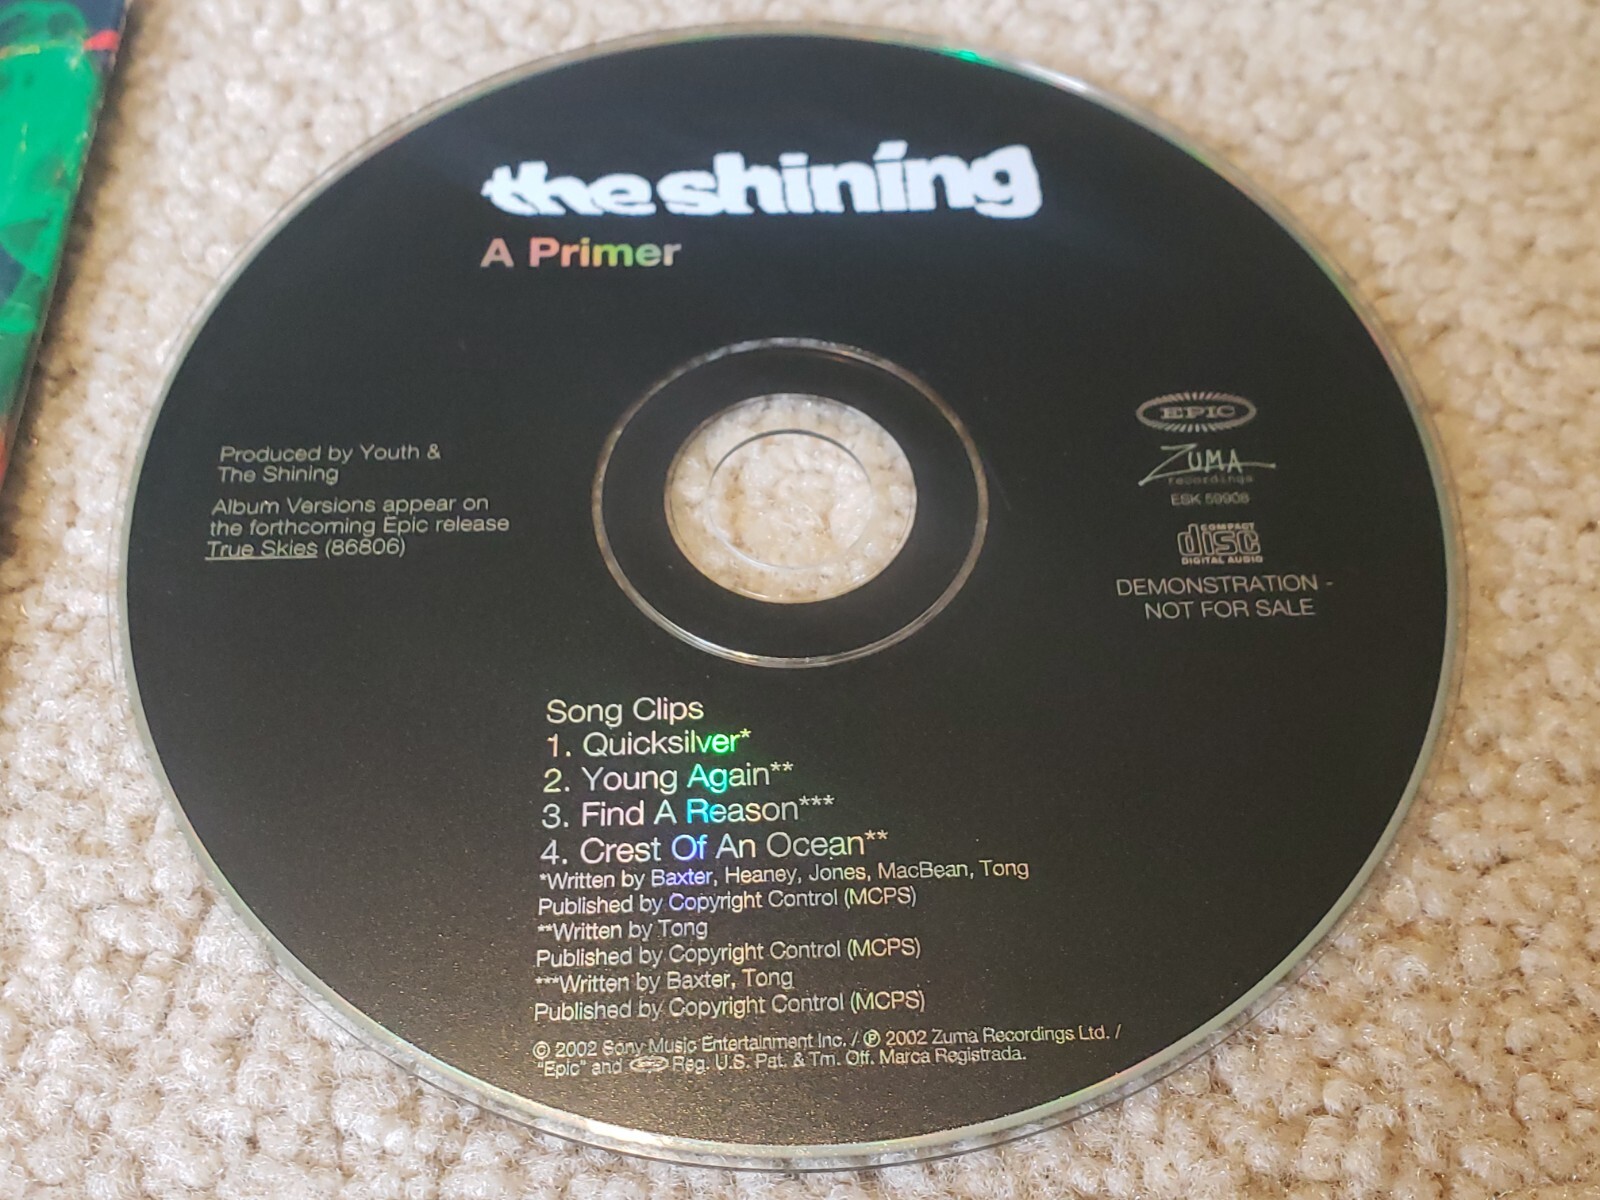 the shining
A Primer
Produced by Youth &
The Shining
Album Versions appear on
the forthcoming Epic release
True Skies (86806)
EPIC
ZUMA
recordings
ESK 59908
COMPACT
disc
DIGITAL AUDIO
DEMONSTRATION -
NOT FOR SALE
Song Clips
1. Quicksilver*
2. Young Again**
3. Find A Reason***
4. Crest Of An Ocean**
*Written by Baxter, Heaney, Jones, MacBean, Tong
Published by Copyright Control (MCPS)
**Written by Tong
Published by Copyright Control (MCPS)
***Written by Baxter, Tong
Published by Copyright Control (MCPS)
© 2002 Sony Music Entertainment Inc. / ℗ 2002 Zuma Recordings Ltd. /
"Epic" and EPIC Reg. U.S. Pat. & Tm. Off. Marca Registrada.